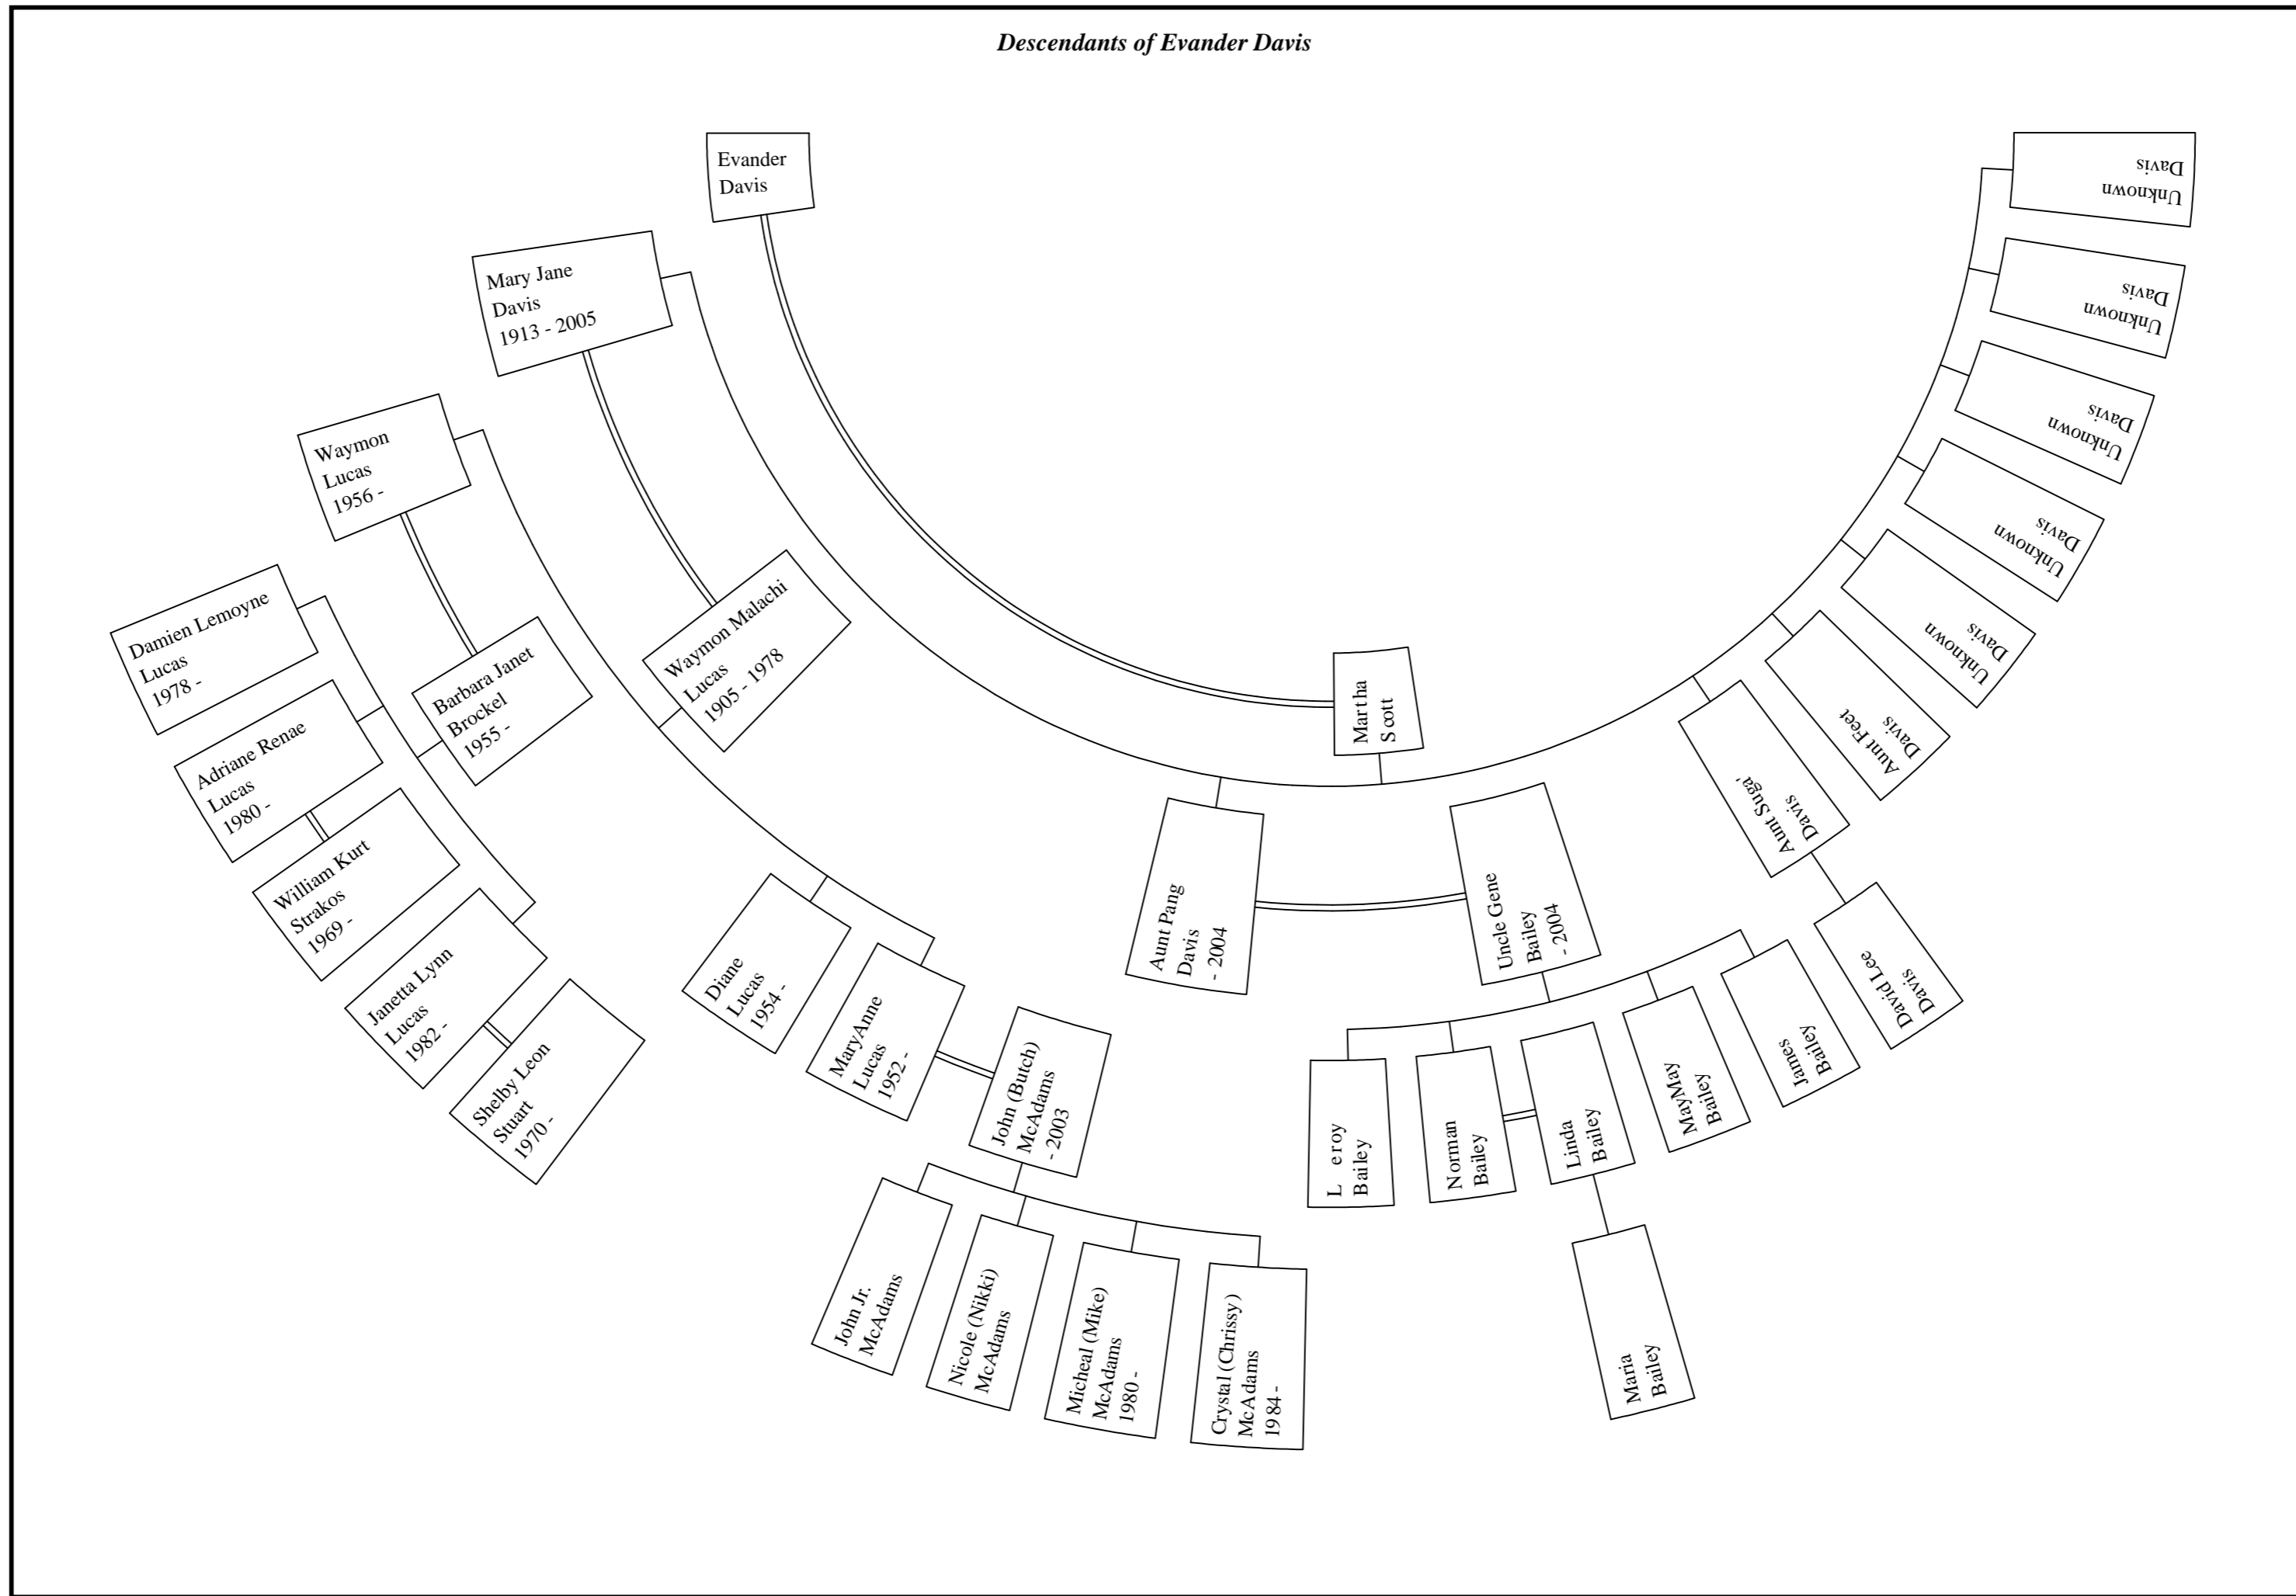 Descendants of Evander Davis
Evander
Davis
Martha
Scott
Mary Jane
Davis
1913 - 2005
Waymon Malachi
Lucas
1905 - 1978
Waymon
Lucas
1956 -
Barbara Janet
Brockel
1955 -
Damien Lemoyne
Lucas
1978 -
Adriane Renae
Lucas
1980 -
William Kurt
Strakos
1969 -
Janetta Lynn
Lucas
1982 -
Shelby Leon
Stuart
1970 -
Diane
Lucas
1954 -
MaryAnne
Lucas
1952 -
John (Butch)
McAdams
- 2003
John Jr.
McAdams
Nicole (Nikki)
McAdams
Micheal (Mike)
McAdams
1980 -
Crystal (Chrissy)
McAdams
1984 -
Aunt Pang
Davis
- 2004
Uncle Gene
Bailey
- 2004
L eroy
Bailey
Norman
Bailey
Linda
Bailey
Maria
Bailey
MayMay
Bailey
James
Bailey
Aunt Suga'
Davis
David Lee
Davis
Aunt Feet
Davis
Unknown
Davis
Unknown
Davis
Unknown
Davis
Unknown
Davis
Unknown
Davis